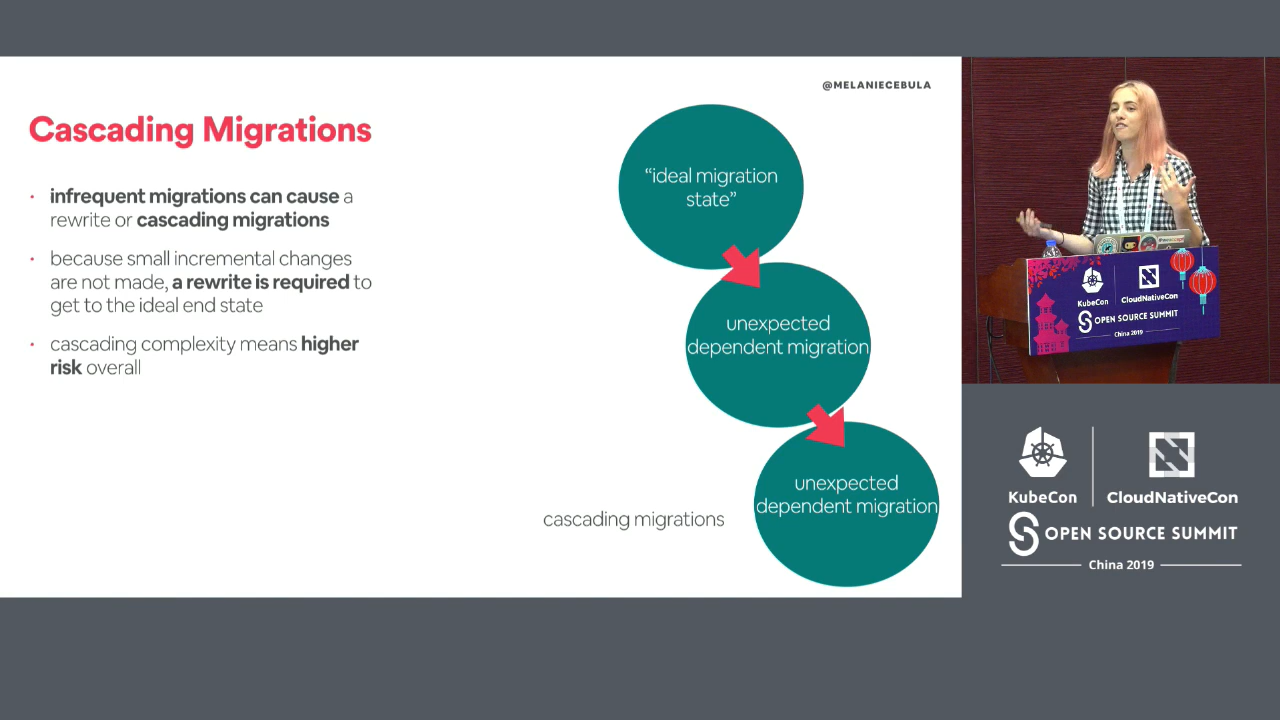 @MELANIECEBULA
Cascading Migrations
· infrequent migrations can cause a
rewrite or cascading migrations
· because small incremental changes
are not made, a rewrite is required to
get to the ideal end state
· cascading complexity means higher
risk overall
“ideal migration
state”
unexpected
dependent migration
unexpected
dependent migration
cascading migrations
KubeCon
CloudNativeCon
OPEN SOURCE SUMMIT
China 2019
KubeCon
CloudNativeCon
OPEN SOURCE SUMMIT
China 2019